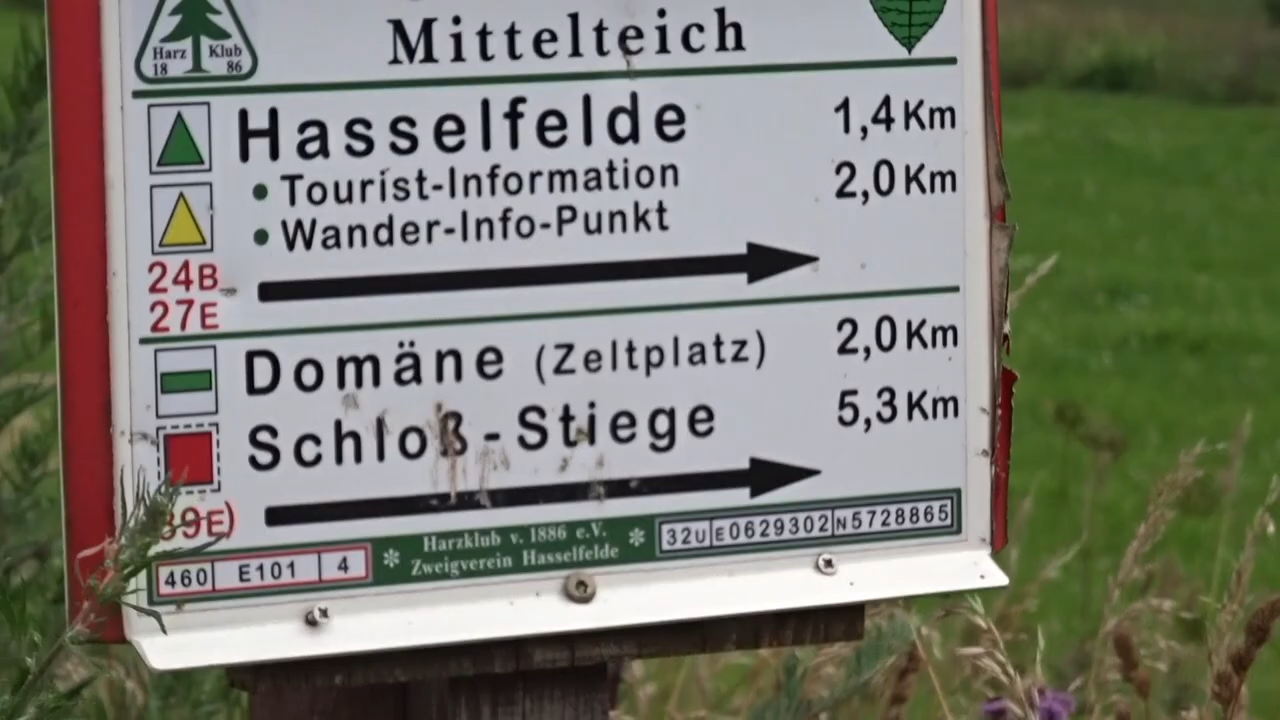 Harz Klub
18 86
Mittelteich
Hasselfelde 1,4 Km
• Tourist-Information 2,0 Km
• Wander-Info-Punkt
24B
27E
Domäne (Zeltplatz) 2,0 Km
Schloß-Stiege 5,3 Km
39E)
Harzklub v. 1886 e.V.
Zweigverein Hasselfelde
460 E101 4
32U E0629302 N5728865